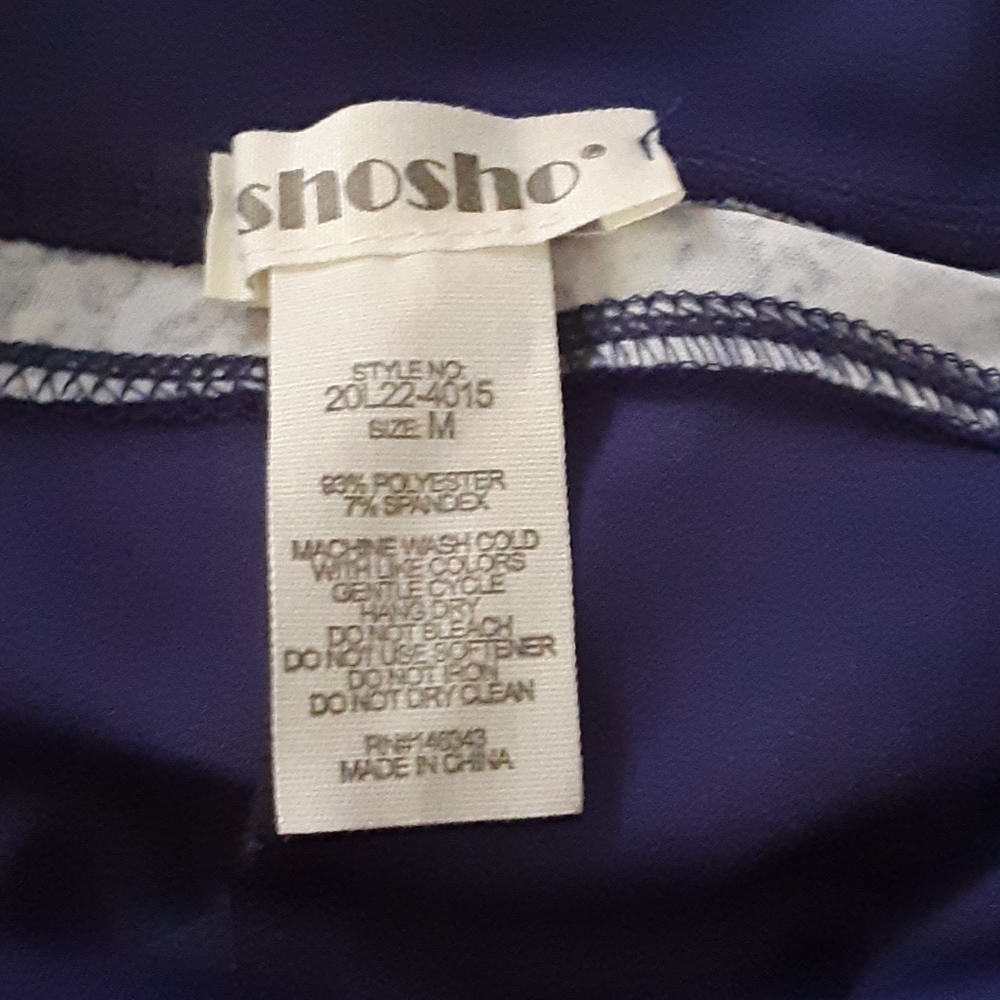 shosho
STYLE NO:
20L22-4015
SIZE: M
93% POLYESTER
7% SPANDEX
MACHINE WASH COLD
WITH LIKE COLORS
GENTLE CYCLE
HANG DRY
DO NOT BLEACH
DO NOT USE SOFTENER
DO NOT IRON
DO NOT DRY CLEAN
RN#146343
MADE IN CHINA